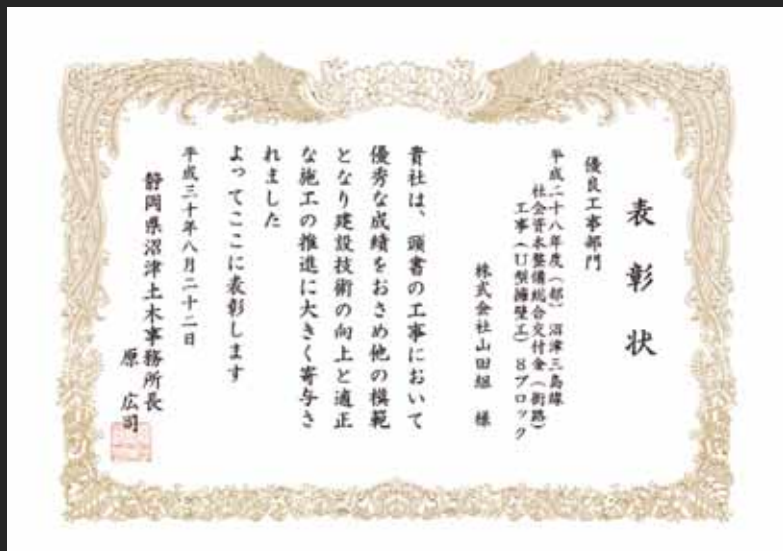 表彰状
優良工事部門
平成二十八年度（都）沼津三島線
社会資本整備総合交付金（街路）
工事（U型擁壁工）8ブロック
株式会社山田組 様
貴社は、頭書の工事において
優秀な成績をおさめ他の模範
となり建設技術の向上と適正
な施工の推進に大きく寄与さ
れました
よってここに表彰します
平成三十年八月二十二日
静岡県沼津土木事務所長
原 広司